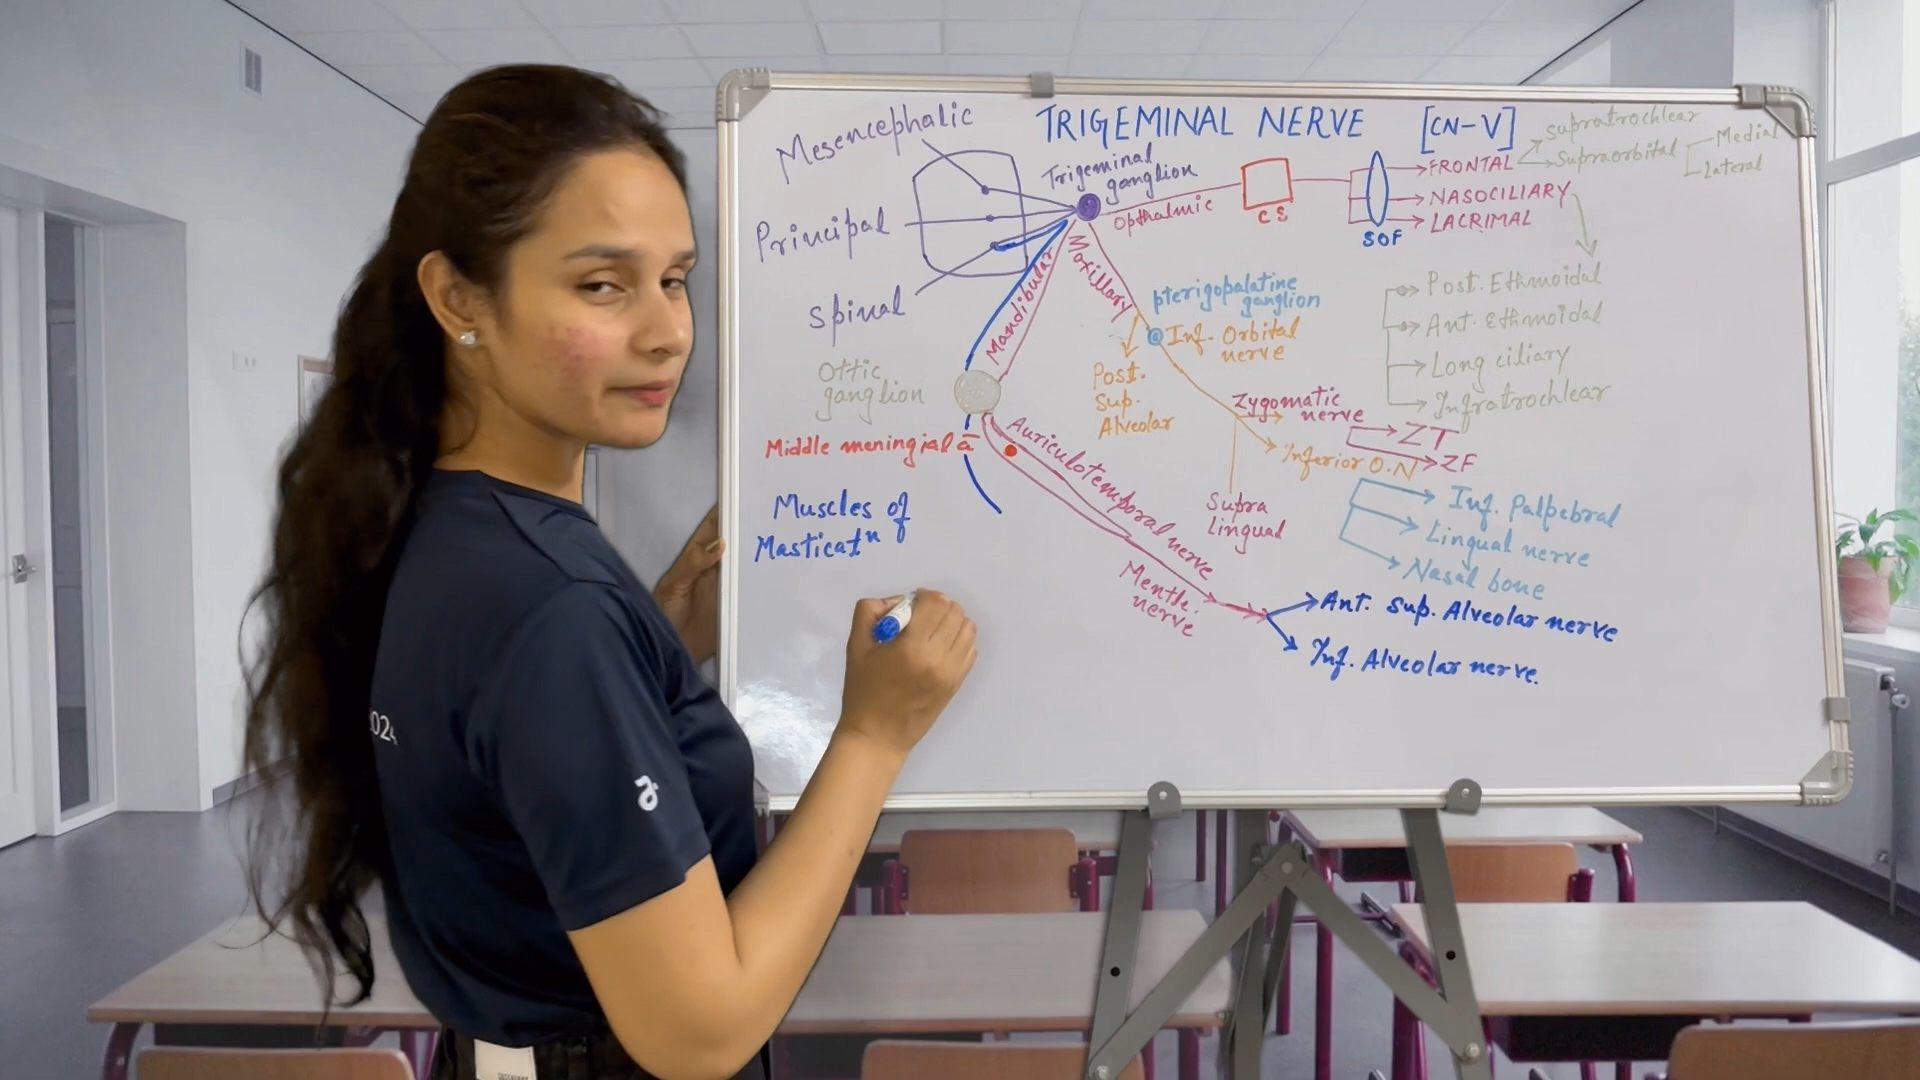 TRIGEMINAL NERVE [CN-V]
Mesencephalic
Principal
Spinal
Trigeminal
ganglion
Opthalmic
CS
SOF
FRONTAL
NASOCILIARY
LACRIMAL
supratrochlear
Supraorbital
Medial
Lateral
Post. Ethmoidal
Ant. Ethmoidal
Long ciliary
Infratrochlear
Maxillary
Mandibular
pterigopalatine
ganglion
Inf. Orbital
nerve
Post.
Sup.
Alveolar
Zygomatic
nerve
ZT
ZF
Inferior O.N
Supra
Lingual
Inf. Palpebral
Lingual nerve
Nasal bone
Ottic
ganglion
Middle meningial a
Auriculotemporal nerve
Muscles of
Masticatn
nerve
Ant. sup. Alveolar nerve
Inf. Alveolar nerve.